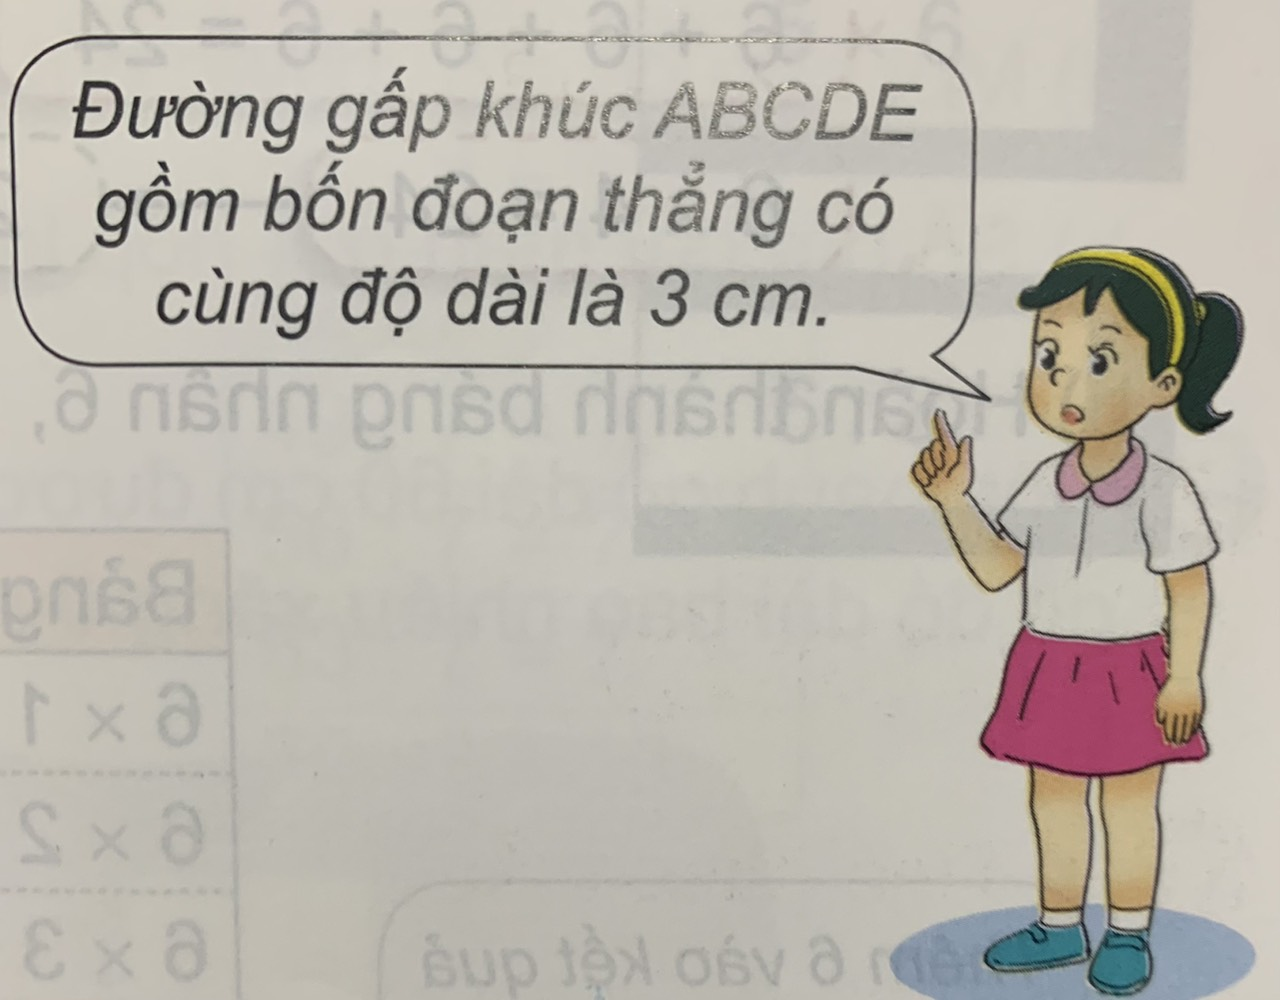 Đường gấp khúc ABCDE
gồm bốn đoạn thẳng có
cùng độ dài là 3 cm.